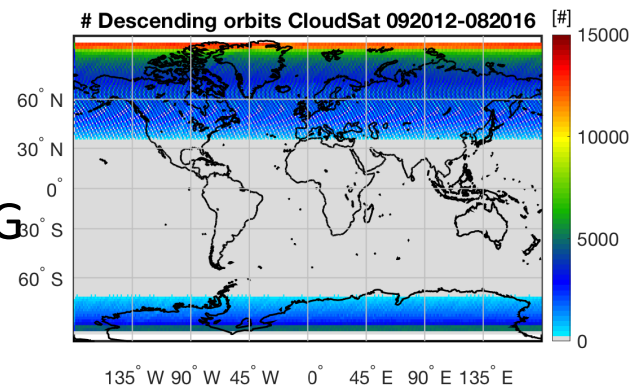 # Descending orbits CloudSat 092012-082016 [#]
15000
60° N
10000
30° N
0°
G
30° S
5000
60° S
0
135° W 90° W 45° W 0° 45° E 90° E 135° E